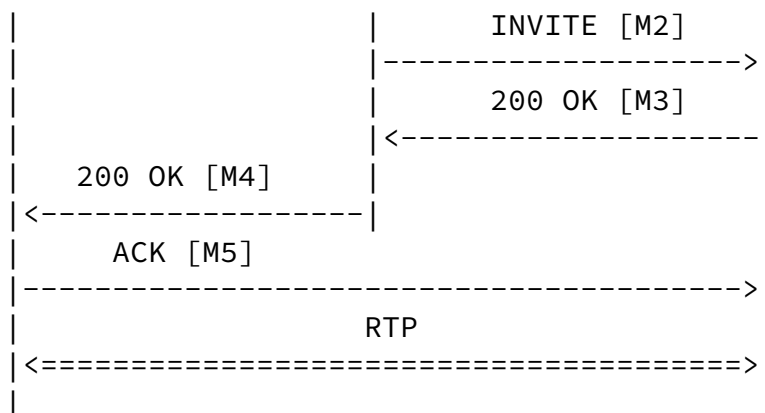 INVITE [M2]
200 OK [M3]
200 OK [M4]
ACK [M5]
RTP